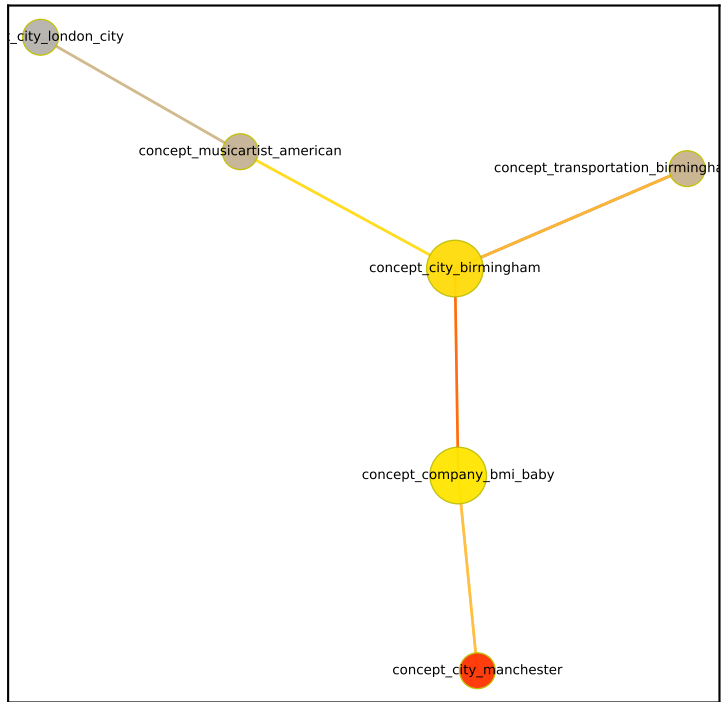 _city_london_city
concept_musicartist_american
concept_transportation_birmingha
concept_city_birmingham
concept_company_bmi_baby
concept_city_manchester